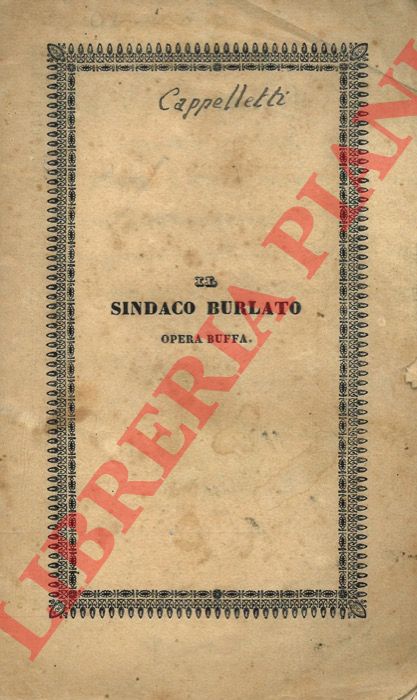 Cappelletti
IL
SINDACO BURLATO
OPERA BUFFA.
LIBRERIA PIANI